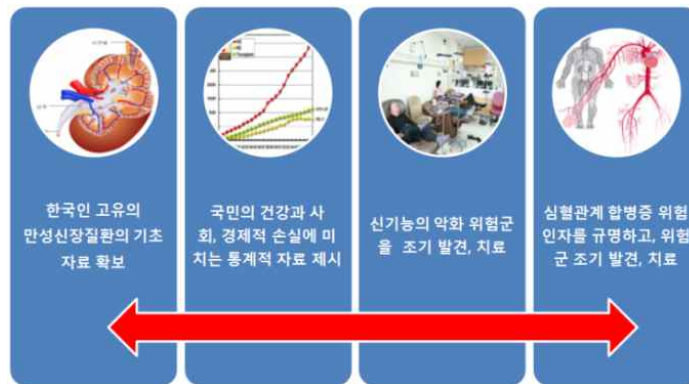 한국인 고유의
만성신장질환의 기초
자료 확보
국민의 건강과 사
회, 경제적 손실에 미
치는 통계적 자료 제시
신기능의 악화 위험군
을 조기 발견, 치료
심혈관계 합병증 위험
인자를 규명하고, 위험
군 조기 발견, 치료